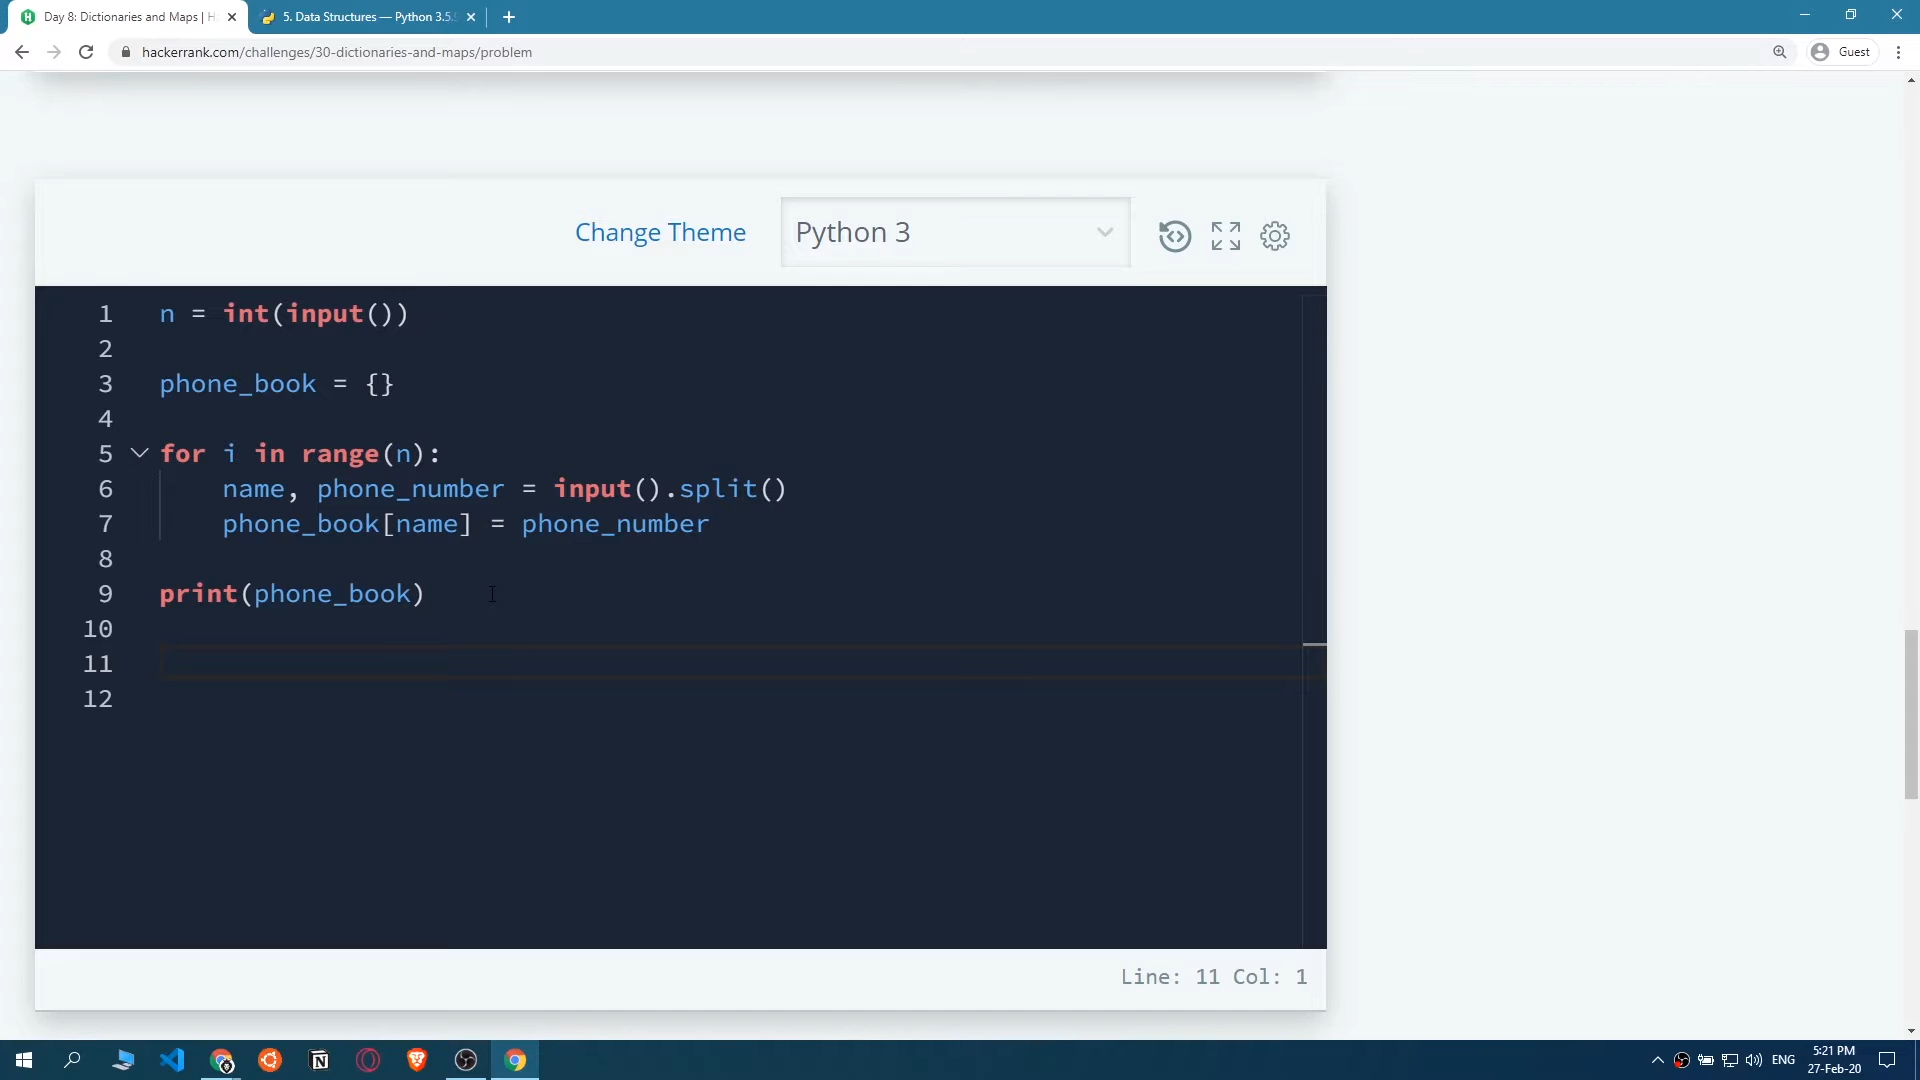 Day 8: Dictionaries and Maps | H
5. Data Structures — Python 3.5.
hackerrank.com/challenges/30-dictionaries-and-maps/problem
Guest
Change Theme
Python 3
1 n = int(input())
2
3 phone_book = {}
4
5 for i in range(n):
6 name, phone_number = input().split()
7 phone_book[name] = phone_number
8
9 print(phone_book)
10
11
12
Line: 11 Col: 1
ENG
5:21 PM
27-Feb-20